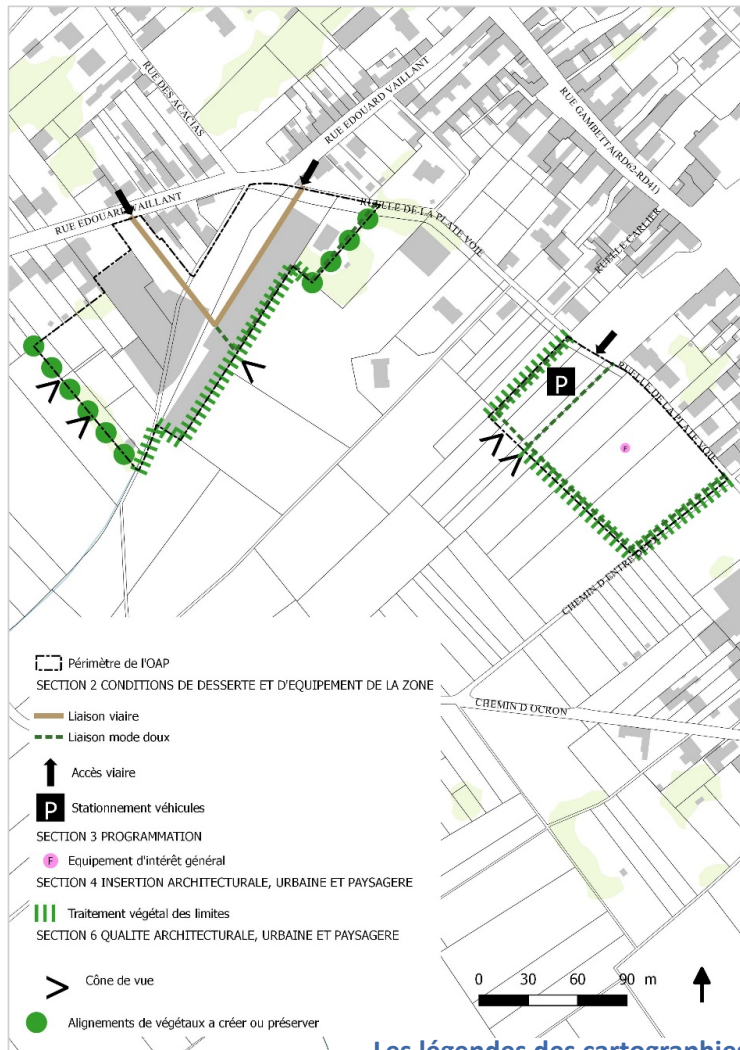 RUE DES ACACIAS
RUE EDOUARD VAILLANT
RUE GAMBETTA(RD62-RD41)
RUE EDOUARD VAILLANT
RUELLE DE LA PLATE VOIE
RUELLE CARLIER
P
RUELLE DE LA PLATE VOIE
F
CHEMIN D'ENTRE
CHEMIN D OCRON
Périmètre de l'OAP
SECTION 2 CONDITIONS DE DESSERTE ET D'EQUIPEMENT DE LA ZONE
Liaison viaire
Liaison mode doux
Accès viaire
P Stationnement véhicules
SECTION 3 PROGRAMMATION
F Equipement d'intérêt général
SECTION 4 INSERTION ARCHITECTURALE, URBAINE ET PAYSAGERE
Traitement végétal des limites
SECTION 6 QUALITE ARCHITECTURALE, URBAINE ET PAYSAGERE
Cône de vue
0 30 60 90 m
Alignements de végétaux a créer ou préserver
Les légendes des cartographies